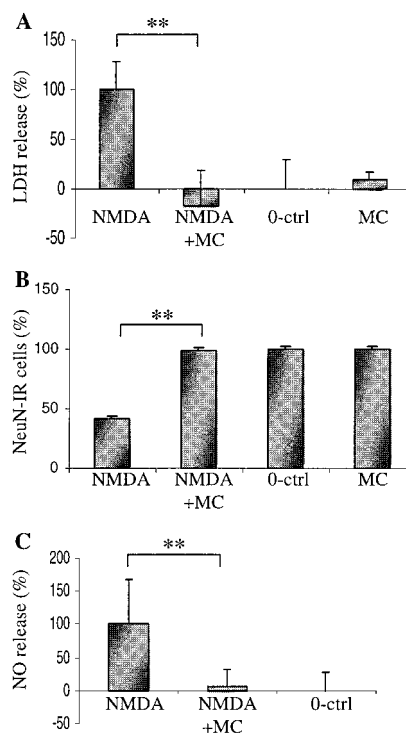 A
**
150
100
50
0
-50
LDH release (%)
NMDA
NMDA
+MC
0-ctrl
MC
B
150
**
100
50
0
NeuN-IR cells (%)
NMDA
NMDA
+MC
0-ctrl
MC
C
**
200
150
100
50
0
-50
NO release (%)
NMDA
NMDA
+MC
0-ctrl